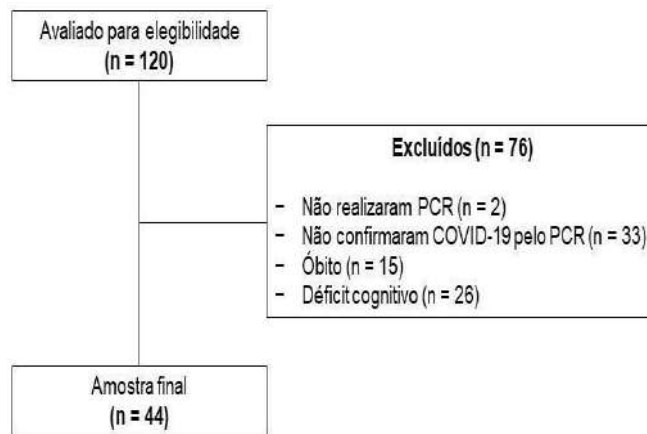 Avaliado para elegibilidade
(n = 120)
Excluídos (n = 76)
− Não realizaram PCR (n = 2)
− Não confirmaram COVID-19 pelo PCR (n = 33)
− Óbito (n = 15)
− Déficit cognitivo (n = 26)
Amostra final
(n = 44)